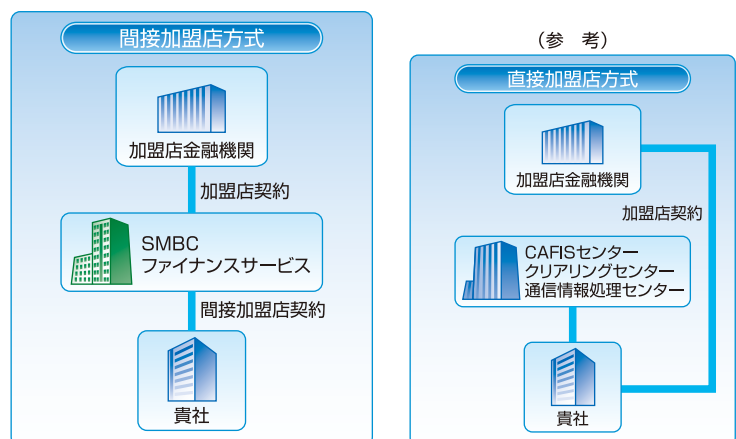 間接加盟店方式
加盟店金融機関
加盟店契約
SMBC
ファイナンスサービス
間接加盟店契約
貴社
（参　考）
直接加盟店方式
加盟店金融機関
加盟店契約
CAFISセンター
クリアリングセンター
通信情報処理センター
貴社